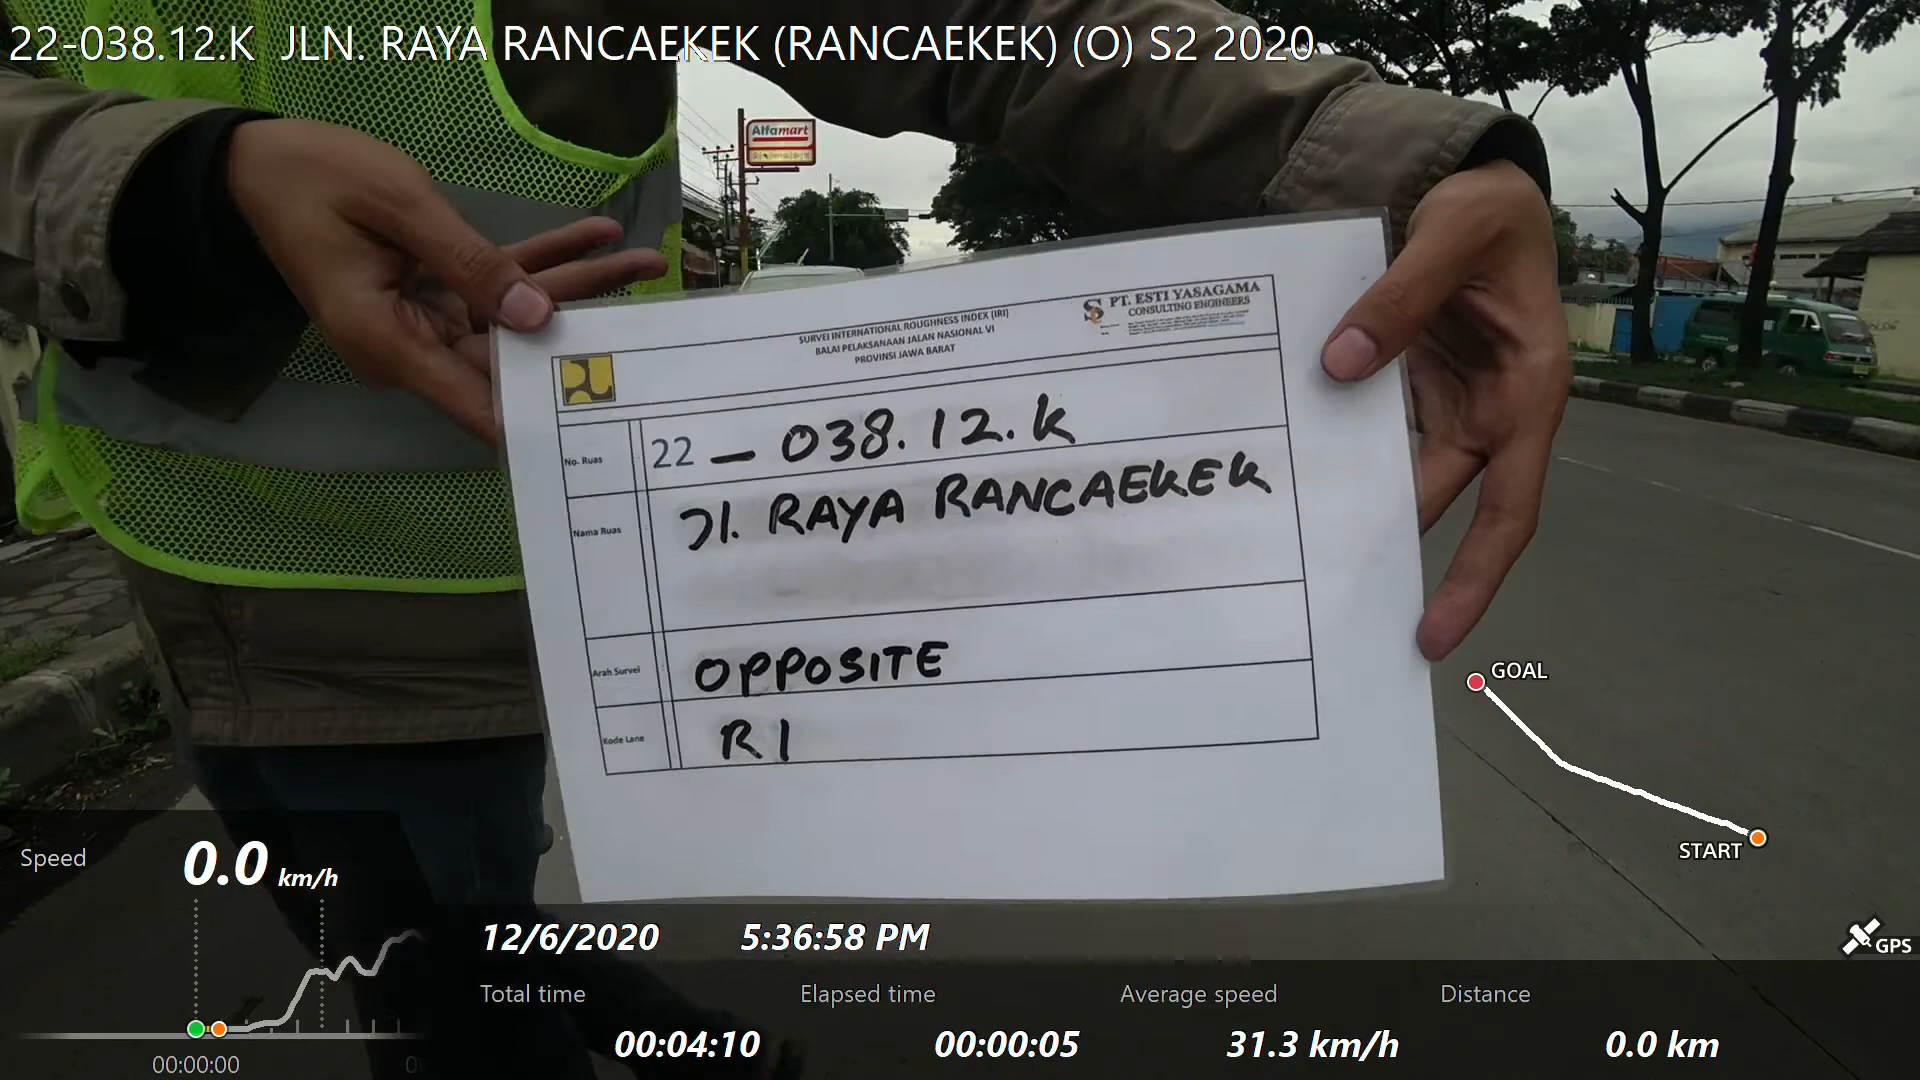 22-038.12.K JLN. RAYA RANCAEKEK (RANCAEKEK) (O) S2 2020
Alfamart
SURVEI INTERNATIONAL ROUGHNESS INDEX (IRI)
BALAI PELAKSANAAN JALAN NASIONAL VI
PROVINSI JAWA BARAT
PT. ESTI YASAGAMA
CONSULTING ENGINEERS
No. Ruas 22 – 038.12.K
Nama Ruas Jl. RAYA RANCAEKEK
Arah Survei OPPOSITE
Kode Lane R1
GOAL
START
Speed 0.0 km/h
00:00:00
12/6/2020 5:36:58 PM
GPS
Total time Elapsed time Average speed Distance
00:04:10 00:00:05 31.3 km/h 0.0 km